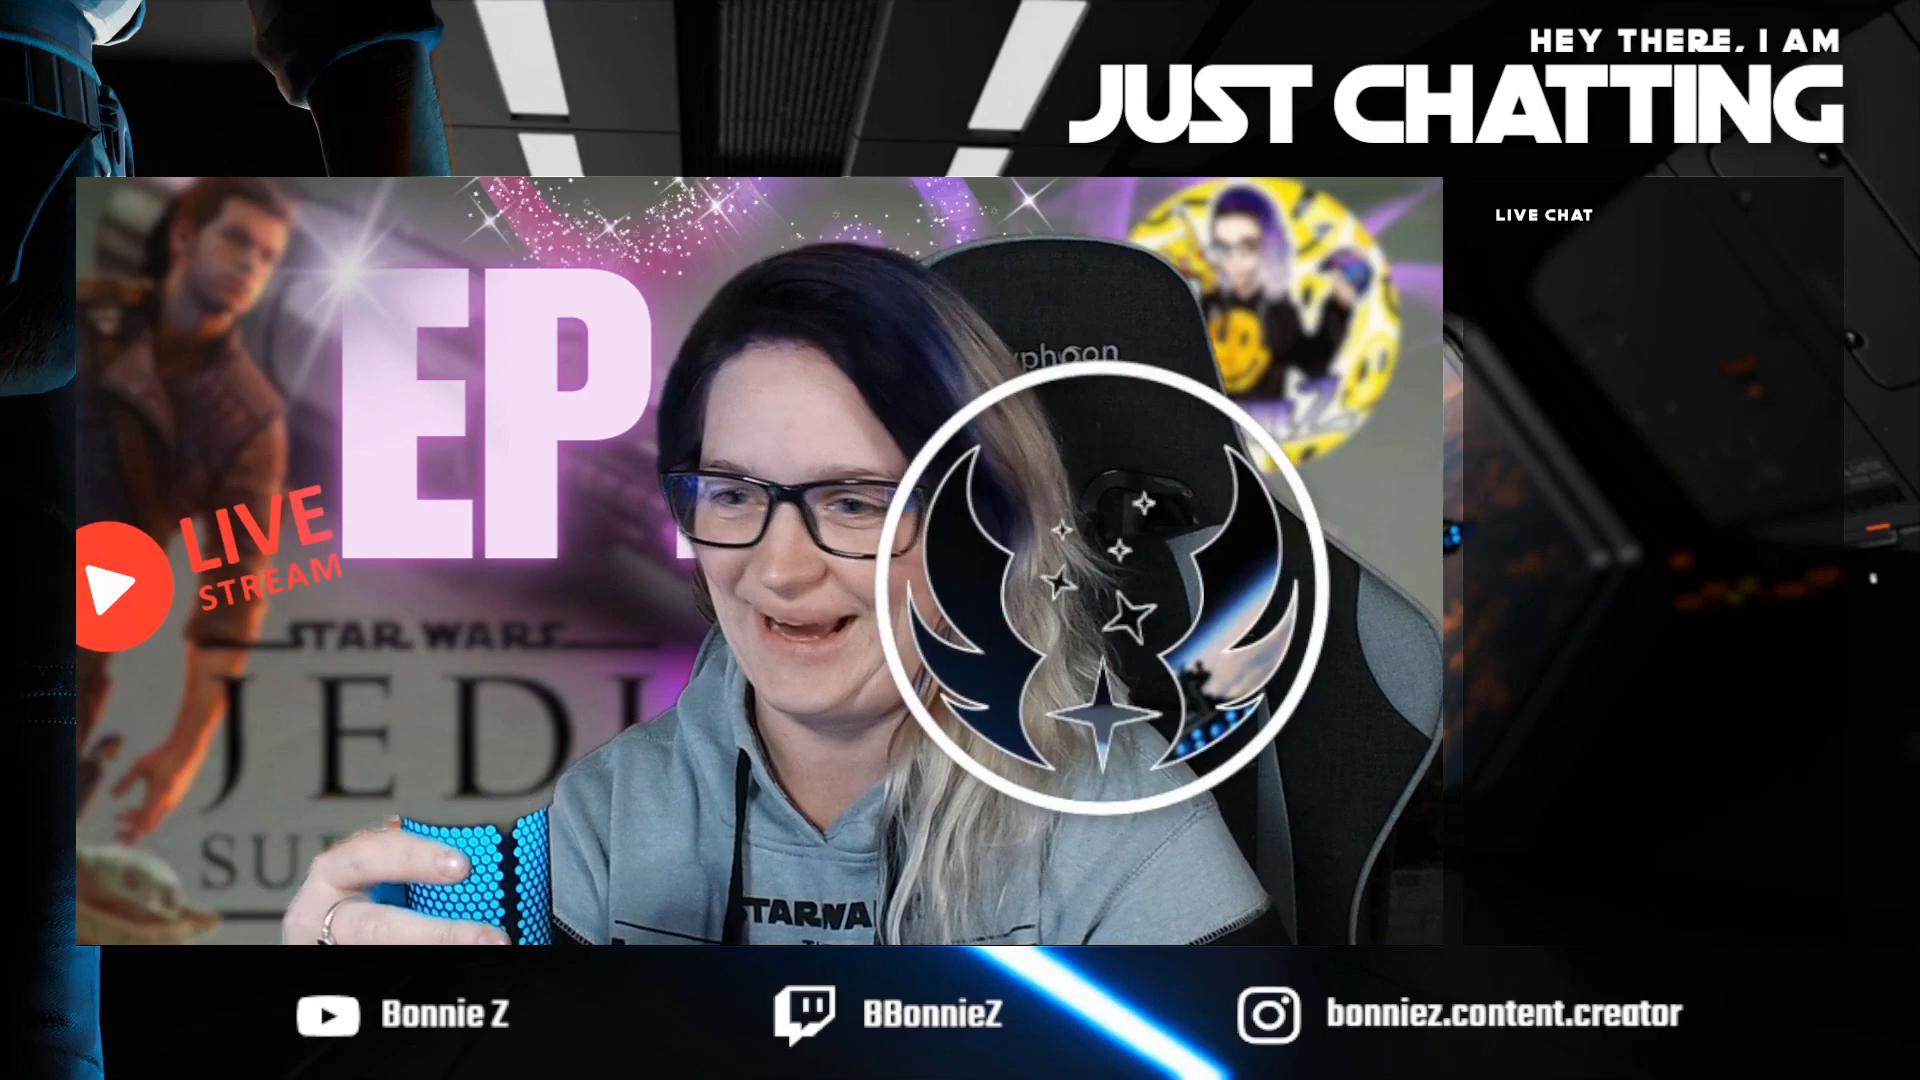 HEY THERE, I AM
JUST CHATTING
LIVE CHAT
EP
LIVE
STREAM
STAR WARS
JEDI
Bonnie Z
BBonnieZ
bonniez.content.creator